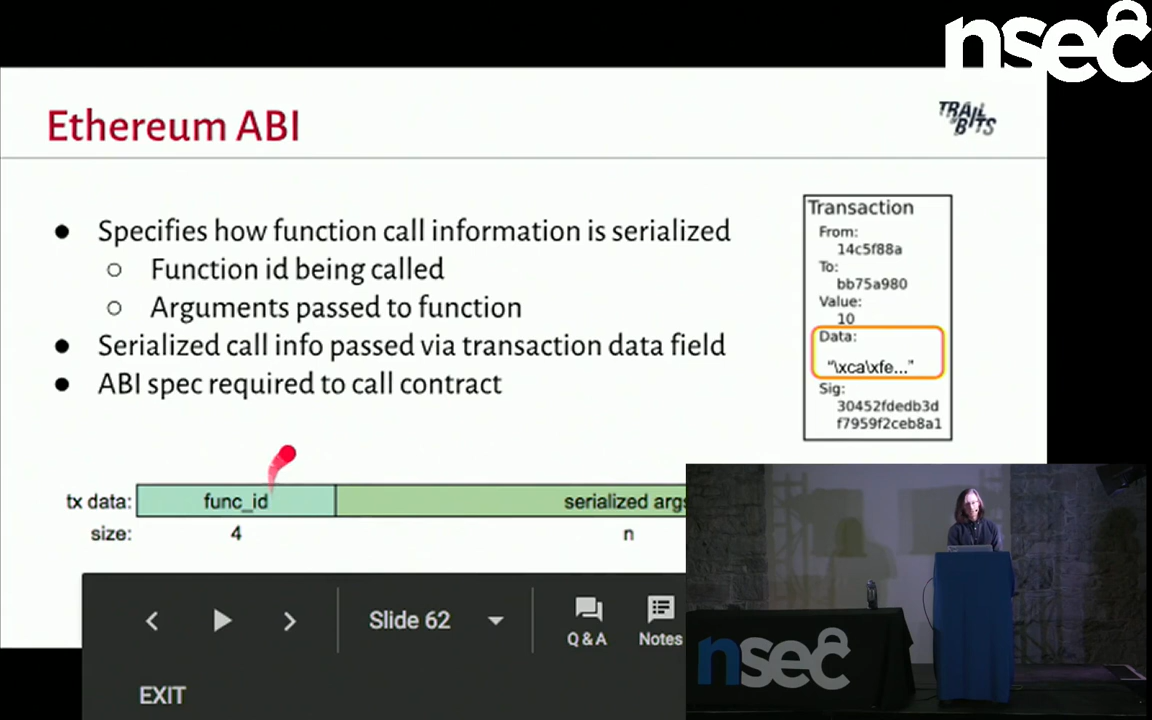 nsec
Ethereum ABI
TRAIL
OF
BITS
● Specifies how function call information is serialized
○ Function id being called
○ Arguments passed to function
● Serialized call info passed via transaction data field
● ABI spec required to call contract
Transaction
From:
14c5f88a
To:
bb75a980
Value:
10
Data:
"\xca\xfe..."
Sig:
30452fdedb3d
f7959f2ceb8a1
tx data: func_id serialized args
size: 4 n
Slide 62
Q & A
Notes
EXIT
nsec